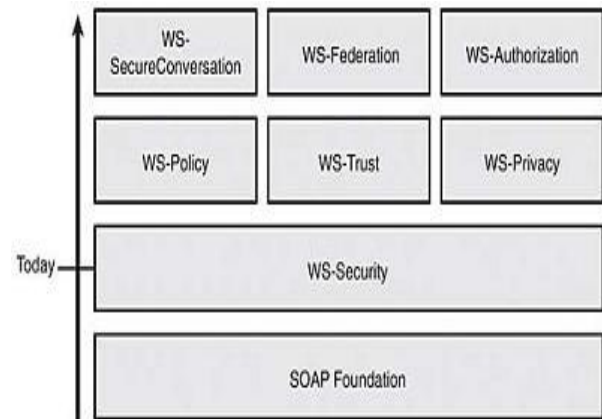 WS-
SecureConversation
WS-Federation
WS-Authorization
WS-Policy
WS-Trust
WS-Privacy
Today
WS-Security
SOAP Foundation